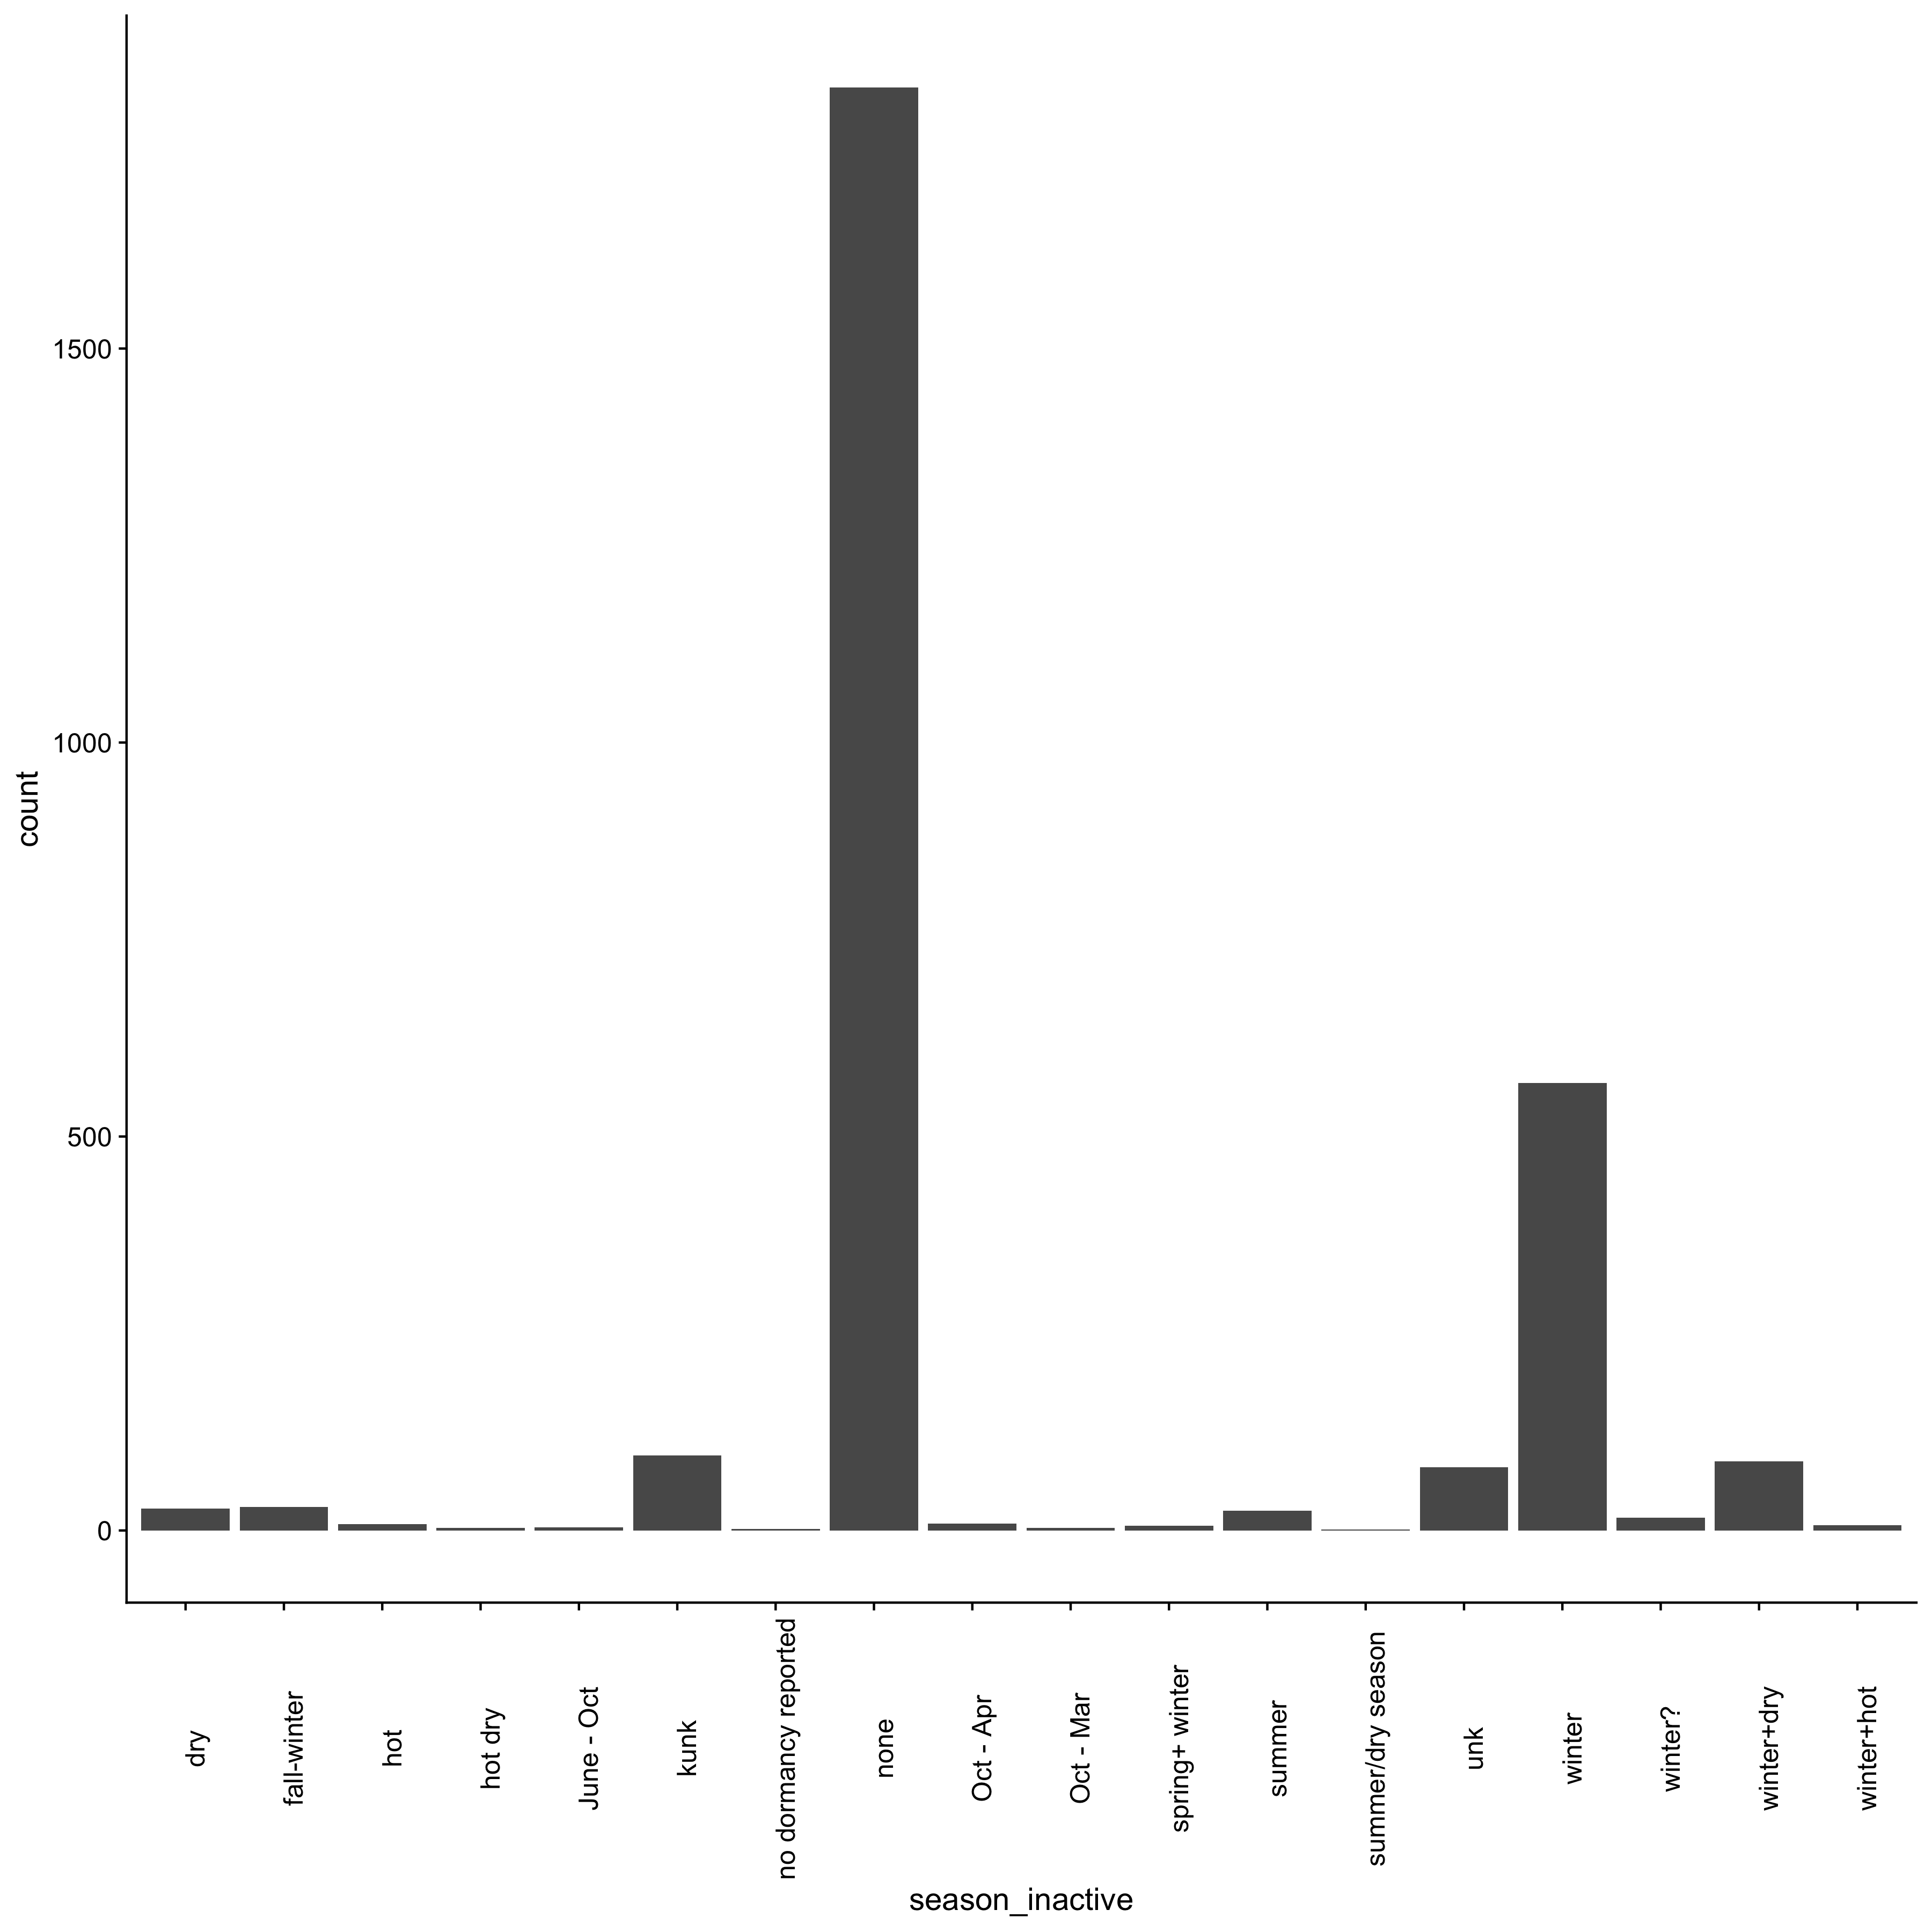 count
1500
1000
500
0
dry
fall-winter
hot
hot dry
June - Oct
kunk
no dormancy reported
none
Oct - Apr
Oct - Mar
spring+ winter
summer
summer/dry season
unk
winter
winter?
winter+dry
winter+hot
season_inactive